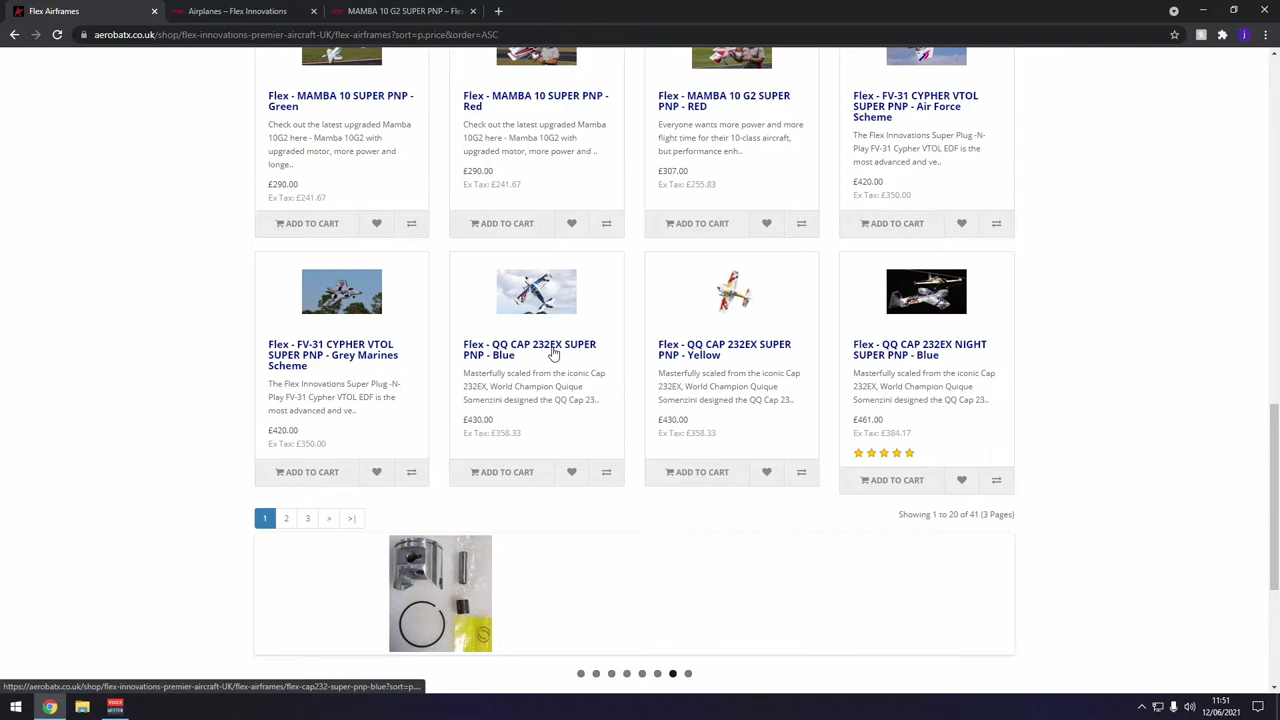 Flex Airframes
Airplanes – Flex Innovations
MAMBA 10 G2 SUPER PNP – Fle
aerobatx.co.uk/shop/flex-innovations-premier-aircraft-UK/flex-airframes?sort=p.price&order=ASC
Flex - MAMBA 10 SUPER PNP -
Green
Check out the latest upgraded Mamba
10G2 here - Mamba 10G2 with
upgraded motor, more power and
longe..
£290.00
Ex Tax: £241.67
ADD TO CART
Flex - MAMBA 10 SUPER PNP -
Red
Check out the latest upgraded Mamba
10G2 here - Mamba 10G2 with
upgraded motor, more power and ..
£290.00
Ex Tax: £241.67
ADD TO CART
Flex - MAMBA 10 G2 SUPER
PNP - RED
Everyone wants more power and more
flight time for their 10-class aircraft,
but performance enh..
£307.00
Ex Tax: £255.83
ADD TO CART
Flex - FV-31 CYPHER VTOL
SUPER PNP - Air Force
Scheme
The Flex Innovations Super Plug -N-
Play FV-31 Cypher VTOL EDF is the
most advanced and ve..
£420.00
Ex Tax: £350.00
ADD TO CART
Flex - FV-31 CYPHER VTOL
SUPER PNP - Grey Marines
Scheme
The Flex Innovations Super Plug -N-
Play FV-31 Cypher VTOL EDF is the
most advanced and ve..
£420.00
Ex Tax: £350.00
ADD TO CART
Flex - QQ CAP 232EX SUPER
PNP - Blue
Masterfully scaled from the iconic Cap
232EX, World Champion Quique
Somenzini designed the QQ Cap 23..
£430.00
Ex Tax: £358.33
ADD TO CART
Flex - QQ CAP 232EX SUPER
PNP - Yellow
Masterfully scaled from the iconic Cap
232EX, World Champion Quique
Somenzini designed the QQ Cap 23..
£430.00
Ex Tax: £358.33
ADD TO CART
Flex - QQ CAP 232EX NIGHT
SUPER PNP - Blue
Masterfully scaled from the iconic Cap
232EX, World Champion Quique
Somenzini designed the QQ Cap 23..
£461.00
Ex Tax: £384.17
ADD TO CART
1 2 3 > >|
Showing 1 to 20 of 41 (3 Pages)
https://aerobatx.co.uk/shop/flex-innovations-premier-aircraft-UK/flex-airframes/flex-cap232-super-pnp-blue?sort=p....
VOICE
MEETER
11:51
12/06/2021